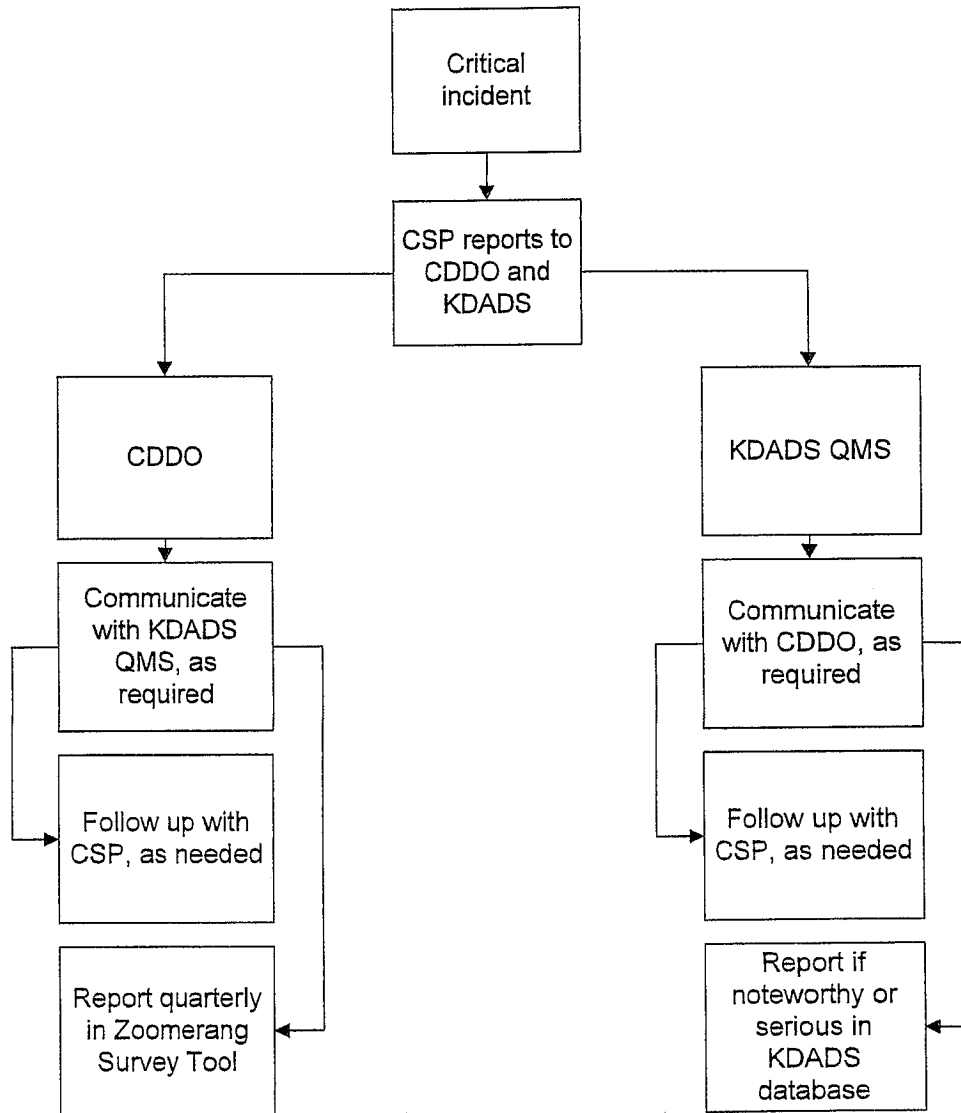 Critical
incident
CSP reports to
CDDO and
KDADS
CDDO
Communicate
with KDADS
QMS, as
required
Follow up with
CSP, as needed
Report quarterly
in Zoomerang
Survey Tool
KDADS QMS
Communicate
with CDDO, as
required
Follow up with
CSP, as needed
Report if
noteworthy or
serious in
KDADS
database